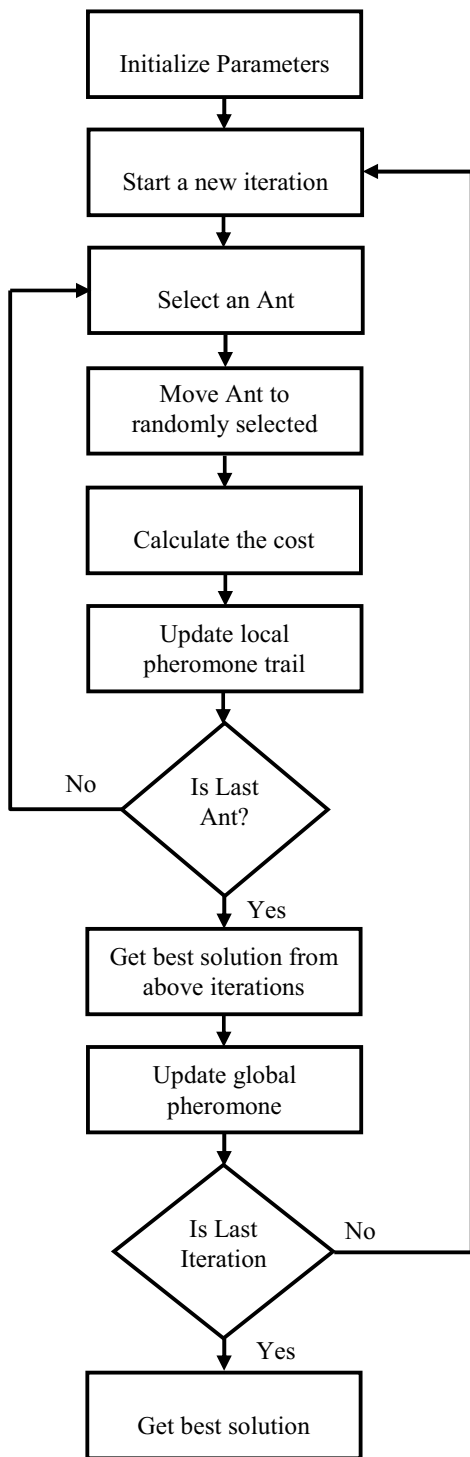 Initialize Parameters
Start a new iteration
Select an Ant
Move Ant to
randomly selected
Calculate the cost
Update local
pheromone trail
Is Last
Ant?
No
Yes
Get best solution from
above iterations
Update global
pheromone
Is Last
Iteration
No
Yes
Get best solution